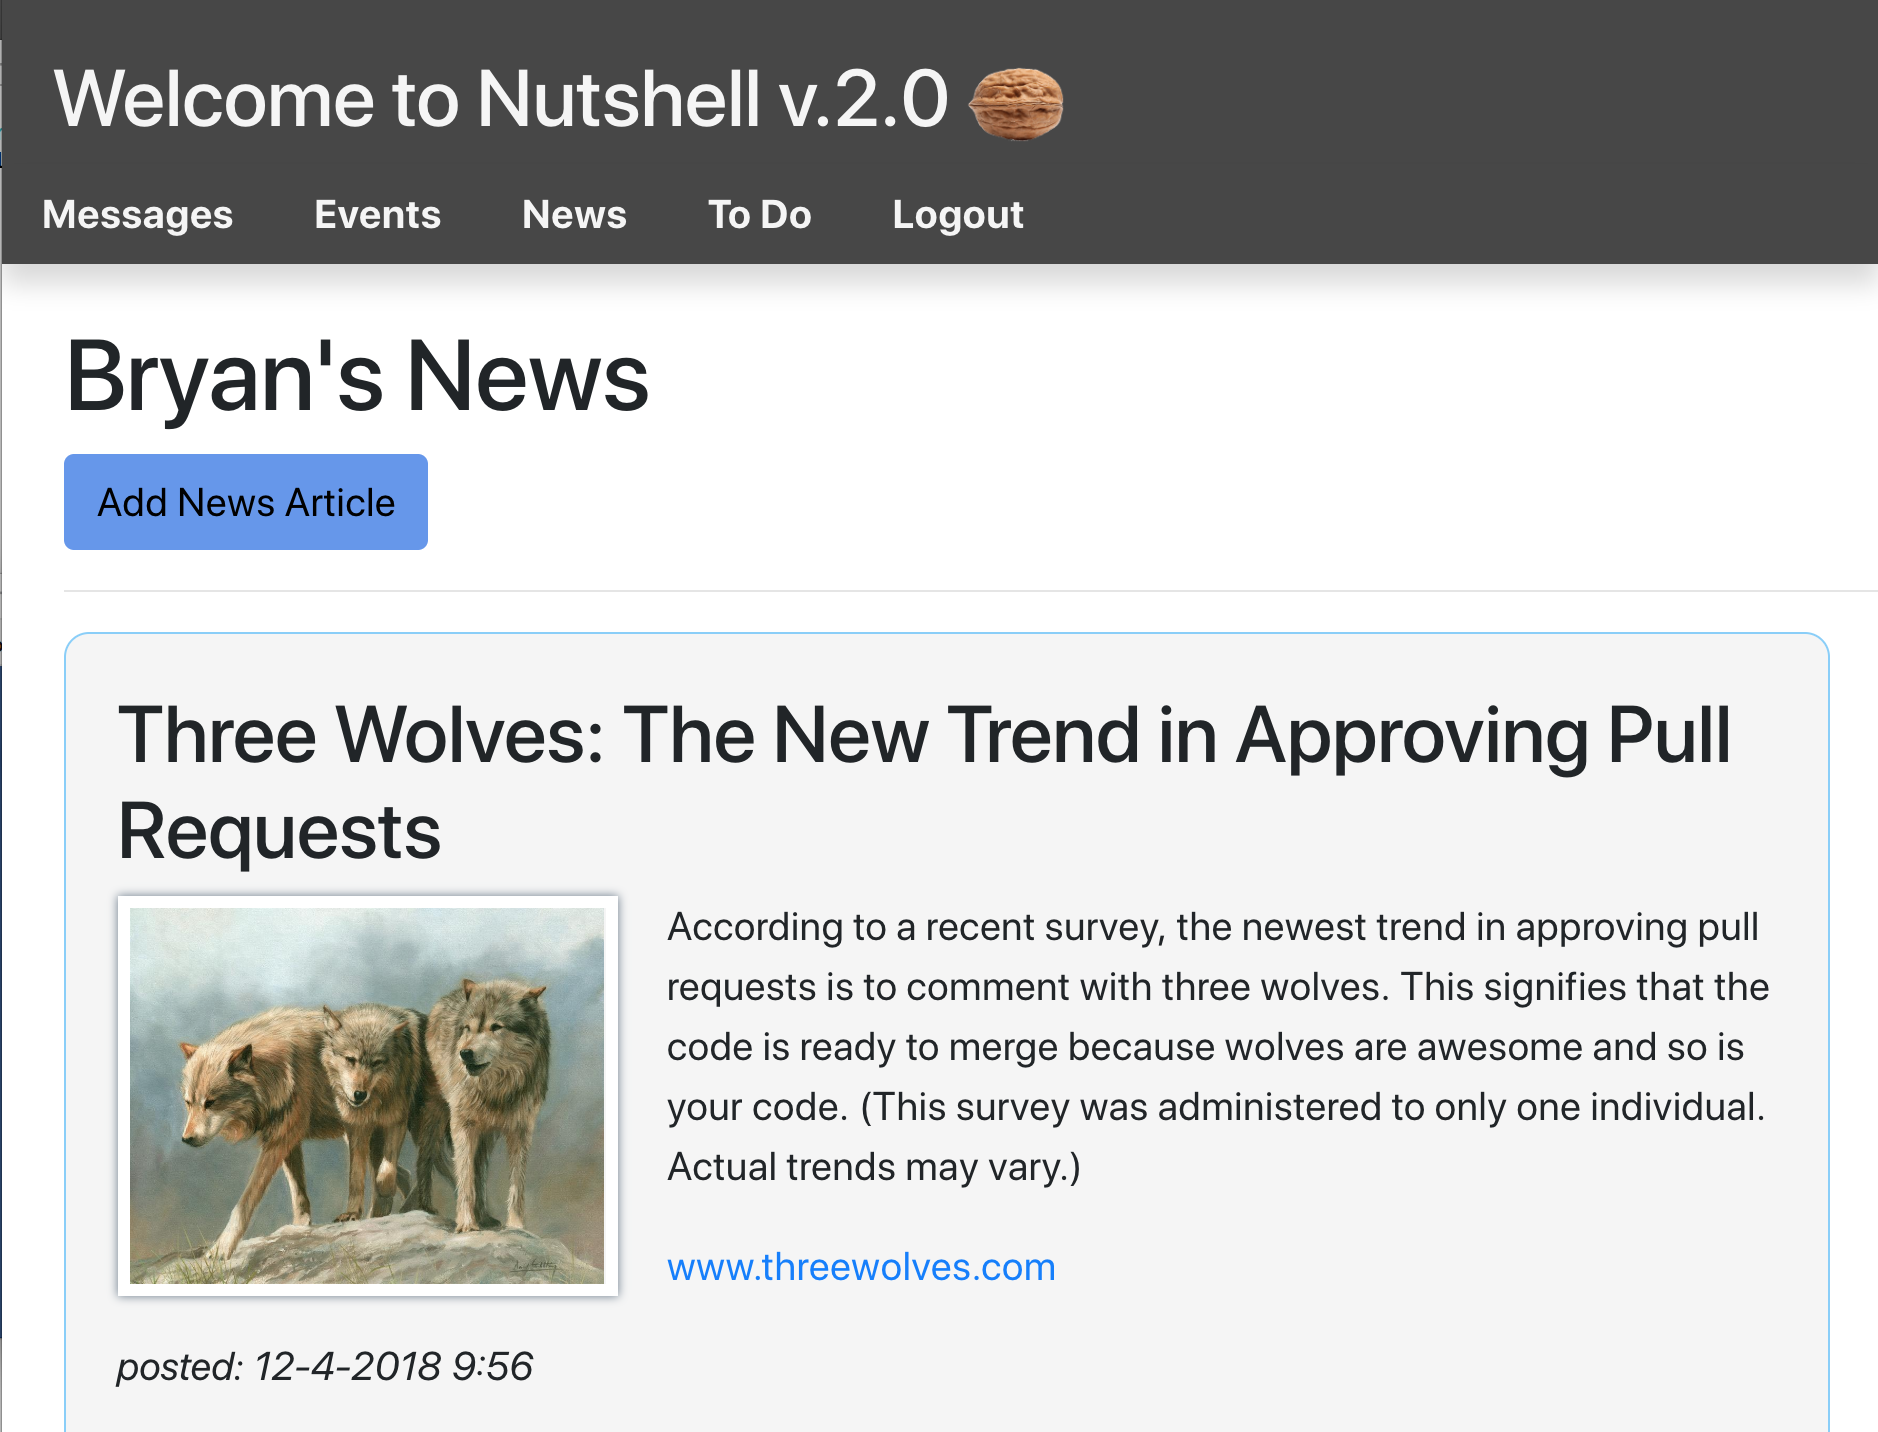 Welcome to Nutshell v.2.0
Messages Events News To Do Logout
Bryan's News
Add News Article
Three Wolves: The New Trend in Approving Pull
Requests
According to a recent survey, the newest trend in approving pull
requests is to comment with three wolves. This signifies that the
code is ready to merge because wolves are awesome and so is
your code. (This survey was administered to only one individual.
Actual trends may vary.)
www.threewolves.com
posted: 12-4-2018 9:56